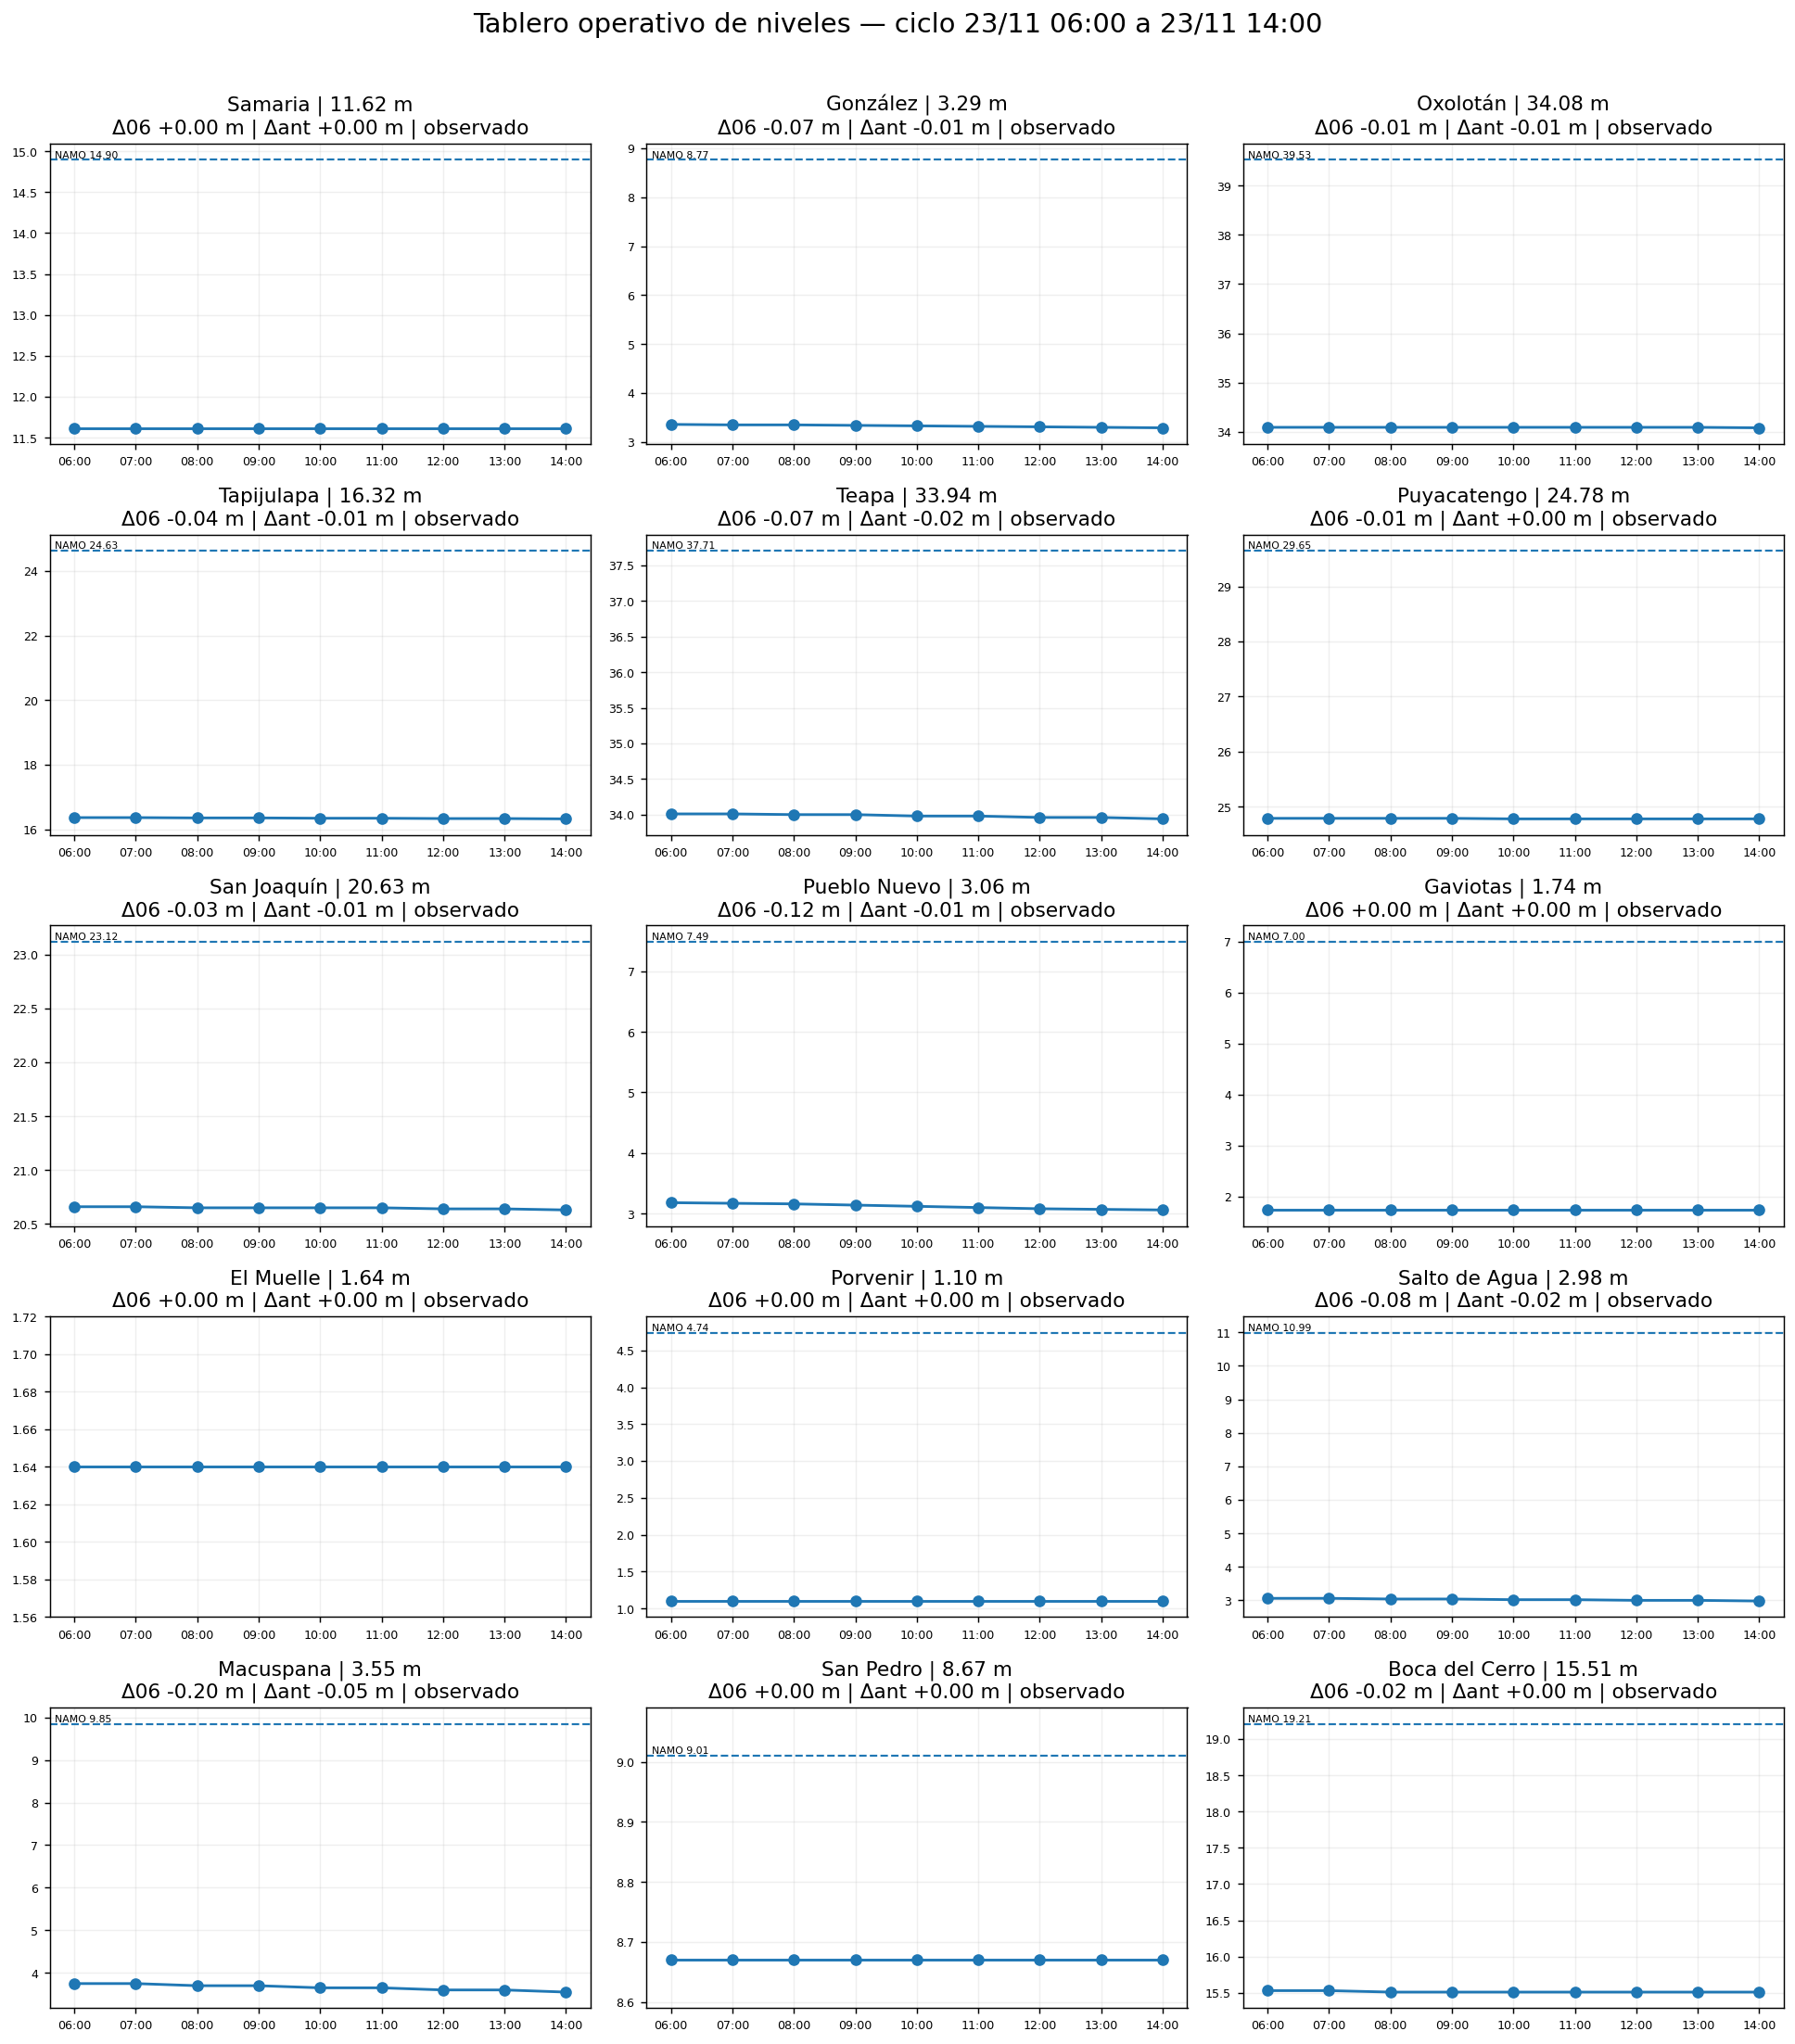 Tablero operativo de niveles — ciclo 23/11 06:00 a 23/11 14:00
Samaria | 11.62 m
Δ06 +0.00 m | Δant +0.00 m | observado
NAMO 14.90
15.0
14.5
14.0
13.5
13.0
12.5
12.0
11.5
06:00 07:00 08:00 09:00 10:00 11:00 12:00 13:00 14:00
González | 3.29 m
Δ06 -0.07 m | Δant -0.01 m | observado
NAMO 8.77
9
8
7
6
5
4
3
06:00 07:00 08:00 09:00 10:00 11:00 12:00 13:00 14:00
Oxolotán | 34.08 m
Δ06 -0.01 m | Δant -0.01 m | observado
NAMO 39.53
39
38
37
36
35
34
06:00 07:00 08:00 09:00 10:00 11:00 12:00 13:00 14:00
Tapijulapa | 16.32 m
Δ06 -0.04 m | Δant -0.01 m | observado
NAMO 24.63
24
22
20
18
16
06:00 07:00 08:00 09:00 10:00 11:00 12:00 13:00 14:00
Teapa | 33.94 m
Δ06 -0.07 m | Δant -0.02 m | observado
NAMO 37.71
37.5
37.0
36.5
36.0
35.5
35.0
34.5
34.0
06:00 07:00 08:00 09:00 10:00 11:00 12:00 13:00 14:00
Puyacatengo | 24.78 m
Δ06 -0.01 m | Δant +0.00 m | observado
NAMO 29.65
29
28
27
26
25
06:00 07:00 08:00 09:00 10:00 11:00 12:00 13:00 14:00
San Joaquín | 20.63 m
Δ06 -0.03 m | Δant -0.01 m | observado
NAMO 23.12
23.0
22.5
22.0
21.5
21.0
20.5
06:00 07:00 08:00 09:00 10:00 11:00 12:00 13:00 14:00
Pueblo Nuevo | 3.06 m
Δ06 -0.12 m | Δant -0.01 m | observado
NAMO 7.49
7
6
5
4
3
06:00 07:00 08:00 09:00 10:00 11:00 12:00 13:00 14:00
Gaviotas | 1.74 m
Δ06 +0.00 m | Δant +0.00 m | observado
NAMO 7.00
7
6
5
4
3
2
06:00 07:00 08:00 09:00 10:00 11:00 12:00 13:00 14:00
El Muelle | 1.64 m
Δ06 +0.00 m | Δant +0.00 m | observado
1.72
1.70
1.68
1.66
1.64
1.62
1.60
1.58
1.56
06:00 07:00 08:00 09:00 10:00 11:00 12:00 13:00 14:00
Porvenir | 1.10 m
Δ06 +0.00 m | Δant +0.00 m | observado
NAMO 4.74
4.5
4.0
3.5
3.0
2.5
2.0
1.5
1.0
06:00 07:00 08:00 09:00 10:00 11:00 12:00 13:00 14:00
Salto de Agua | 2.98 m
Δ06 -0.08 m | Δant -0.02 m | observado
NAMO 10.99
11
10
9
8
7
6
5
4
3
06:00 07:00 08:00 09:00 10:00 11:00 12:00 13:00 14:00
Macuspana | 3.55 m
Δ06 -0.20 m | Δant -0.05 m | observado
NAMO 9.85
10
9
8
7
6
5
4
06:00 07:00 08:00 09:00 10:00 11:00 12:00 13:00 14:00
San Pedro | 8.67 m
Δ06 +0.00 m | Δant +0.00 m | observado
NAMO 9.01
9.0
8.9
8.8
8.7
8.6
06:00 07:00 08:00 09:00 10:00 11:00 12:00 13:00 14:00
Boca del Cerro | 15.51 m
Δ06 -0.02 m | Δant +0.00 m | observado
NAMO 19.21
19.0
18.5
18.0
17.5
17.0
16.5
16.0
15.5
06:00 07:00 08:00 09:00 10:00 11:00 12:00 13:00 14:00